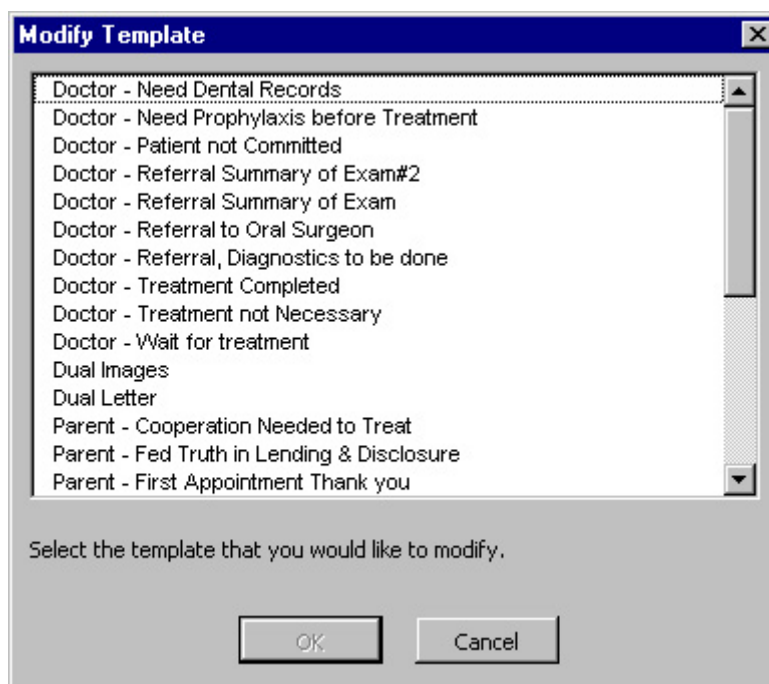 Modify Template
Doctor - Need Dental Records
Doctor - Need Prophylaxis before Treatment
Doctor - Patient not Committed
Doctor - Referral Summary of Exam#2
Doctor - Referral Summary of Exam
Doctor - Referral to Oral Surgeon
Doctor - Referral, Diagnostics to be done
Doctor - Treatment Completed
Doctor - Treatment not Necessary
Doctor - Wait for treatment
Dual Images
Dual Letter
Parent - Cooperation Needed to Treat
Parent - Fed Truth in Lending & Disclosure
Parent - First Appointment Thank you
Select the template that you would like to modify.
OK Cancel